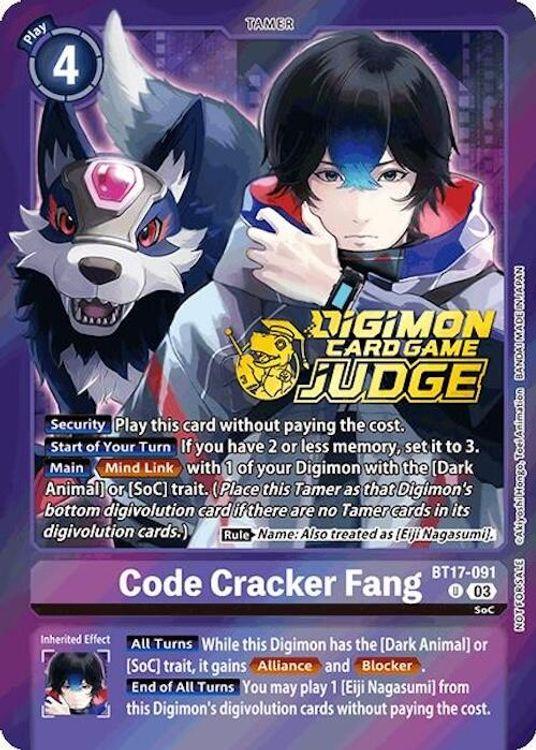 Play
4
TAMER
DIGIMON
CARD GAME
JUDGE
Security Play this card without paying the cost.
Start of Your Turn If you have 2 or less memory, set it to 3.
Main Mind Link with 1 of your Digimon with the [Dark
Animal] or [SoC] trait. (Place this Tamer as that Digimon's
bottom digivolution card if there are no Tamer cards in its
digivolution cards.) Rule Name: Also treated as [Eiji Nagasumi].
Code Cracker Fang
BT17-091
U 03
SoC
Inherited Effect
All Turns While this Digimon has the [Dark Animal] or
[SoC] trait, it gains Alliance and Blocker.
End of All Turns You may play 1 [Eiji Nagasumi] from
this Digimon's digivolution cards without paying the cost.
©Akiyoshi Hongo, Toei Animation BANDAI MADE IN JAPAN
NOT FOR SALE